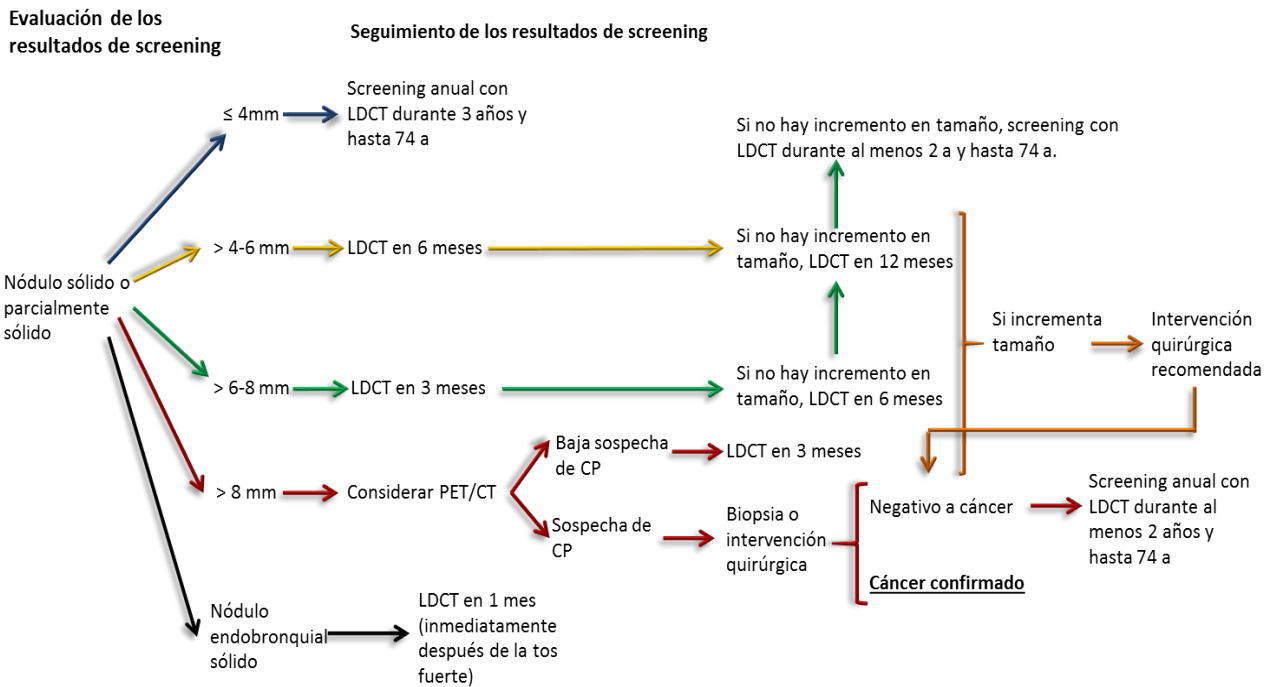 Evaluación de los
resultados de screening
Seguimiento de los resultados de screening
≤ 4mm
Screening anual con
LDCT durante 3 años y
hasta 74 a
Si no hay incremento en tamaño, screening con
LDCT durante al menos 2 a y hasta 74 a.
> 4-6 mm
LDCT en 6 meses
Si no hay incremento en
tamaño, LDCT en 12 meses
Nódulo sólido o
parcialmente
sólido
Si incrementa
tamaño
Intervención
quirúrgica
recomendada
> 6-8 mm
LDCT en 3 meses
Si no hay incremento en
tamaño, LDCT en 6 meses
> 8 mm
Considerar PET/CT
Baja sospecha
de CP
LDCT en 3 meses
Sospecha de
CP
Biopsia o
intervención
quirúrgica
Negativo a cáncer
Screening anual con
LDCT durante al
menos 2 años y
hasta 74 a
Cáncer confirmado
Nódulo
endobronquial
sólido
LDCT en 1 mes
(inmediatamente
después de la tos
fuerte)